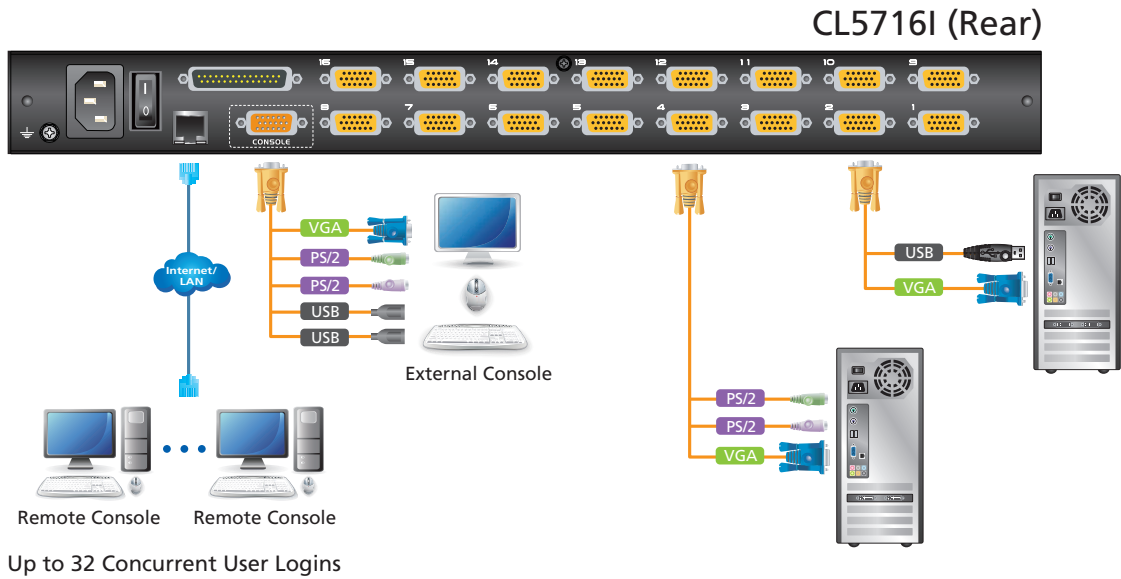 CL5716I (Rear)
16 15 14 13 12 11 10 9
I
0
8 7 6 5 4 3 2 1
CONSOLE
VGA
PS/2
PS/2
USB
USB
Internet/
LAN
External Console
USB
VGA
PS/2
PS/2
VGA
Remote Console
Remote Console
Up to 32 Concurrent User Logins